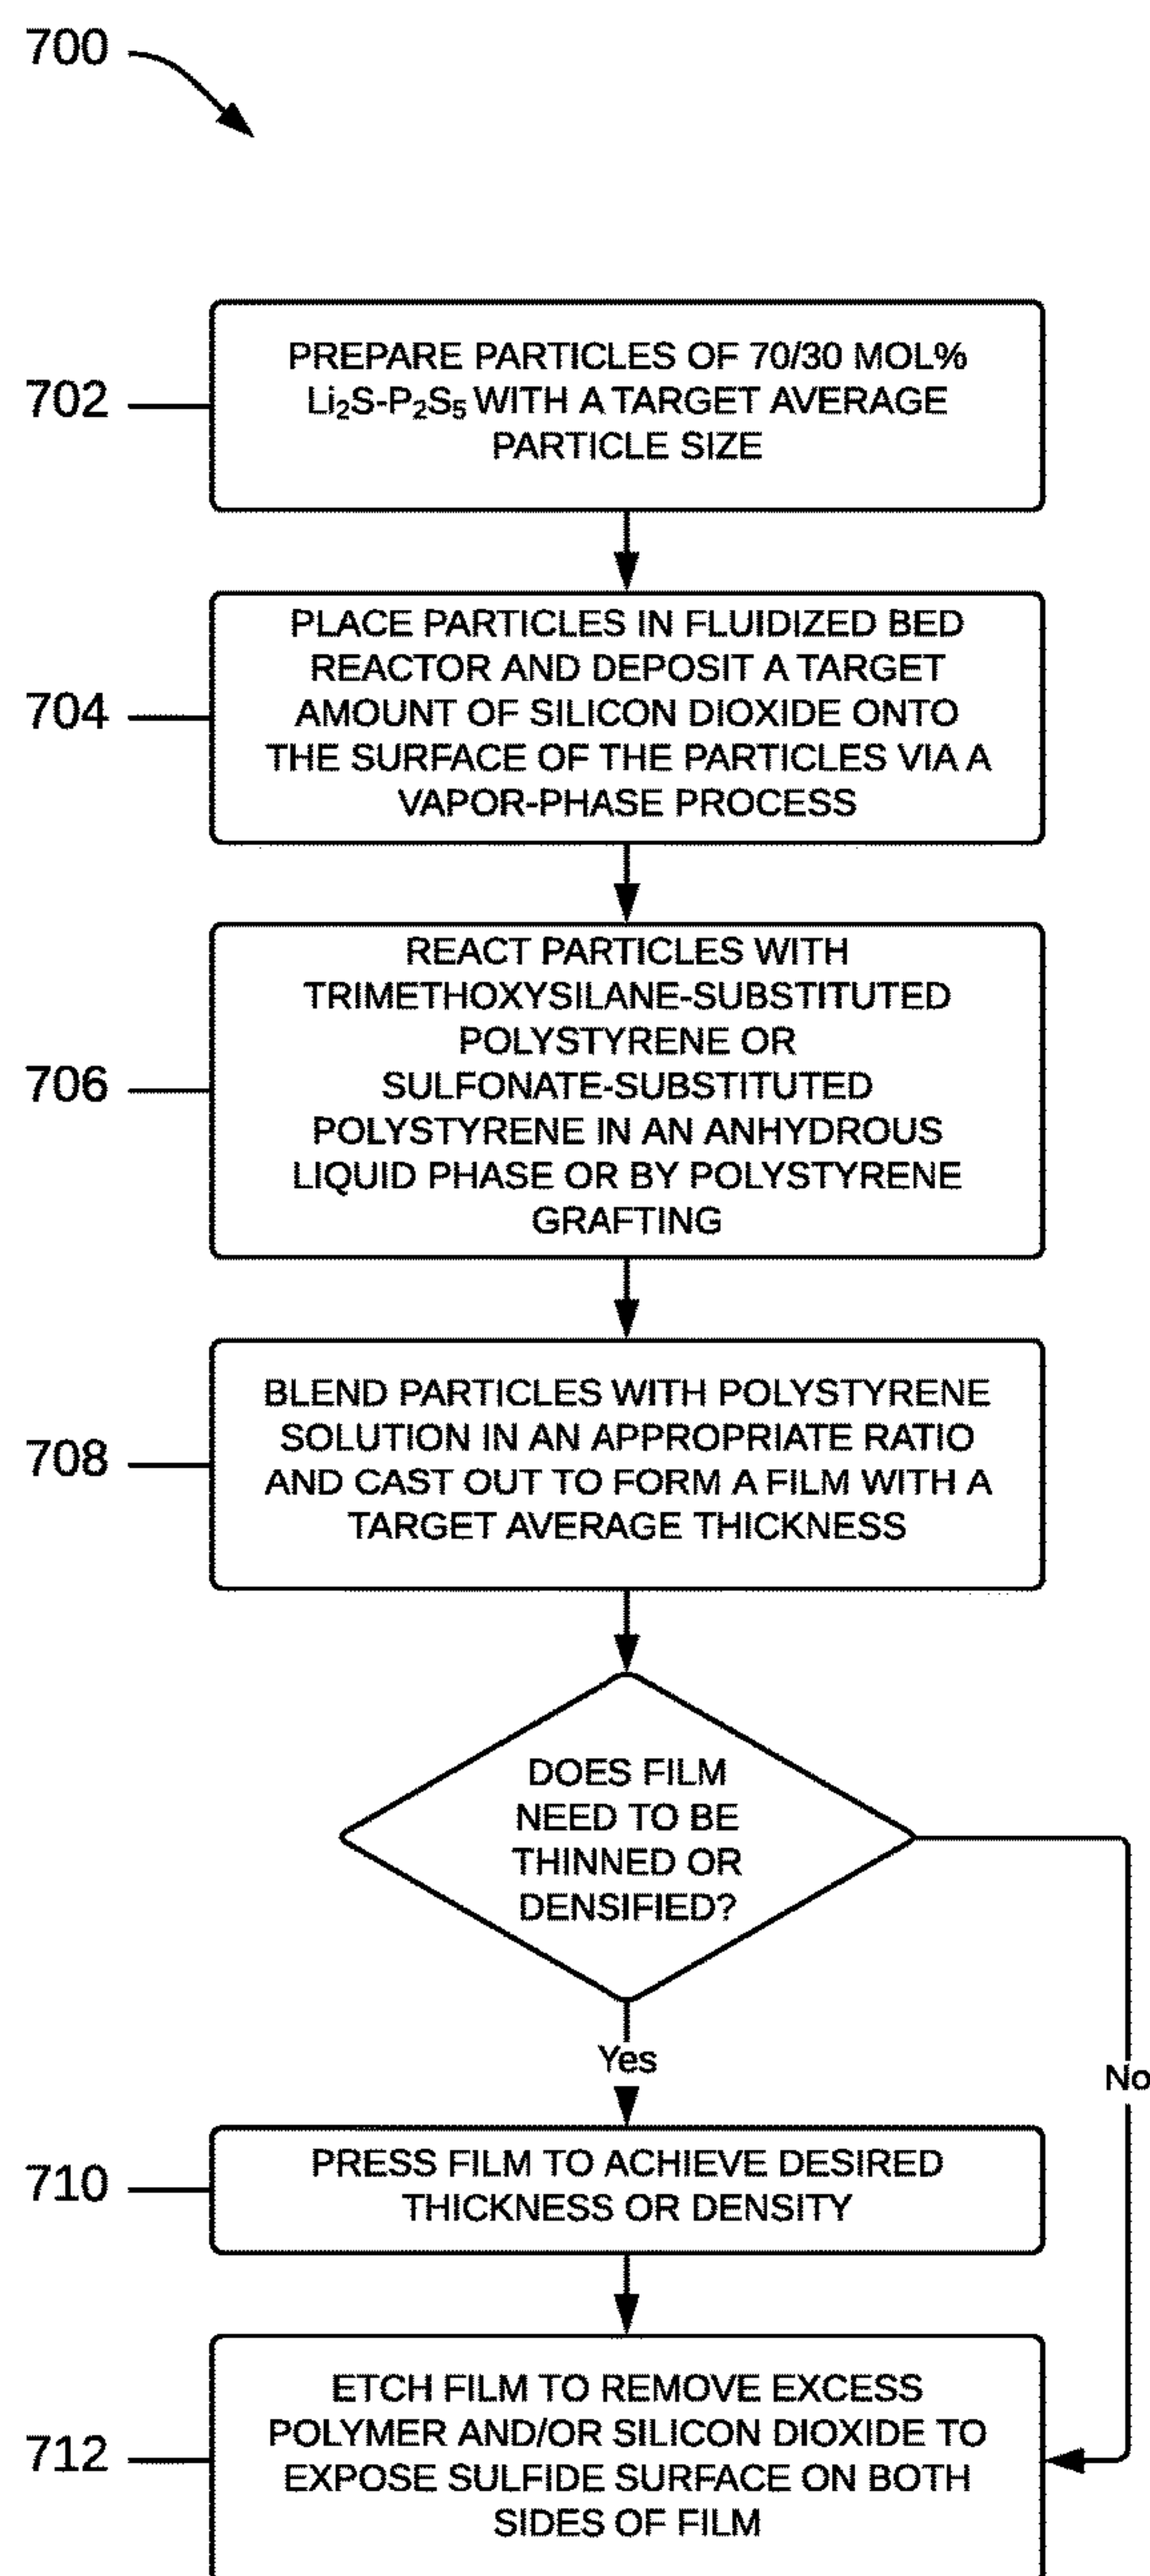 700
702
PREPARE PARTICLES OF 70/30 MOL%
Li₂S-P₂S₅ WITH A TARGET AVERAGE
PARTICLE SIZE
704
PLACE PARTICLES IN FLUIDIZED BED
REACTOR AND DEPOSIT A TARGET
AMOUNT OF SILICON DIOXIDE ONTO
THE SURFACE OF THE PARTICLES VIA A
VAPOR-PHASE PROCESS
706
REACT PARTICLES WITH
TRIMETHOXYSILANE-SUBSTITUTED
POLYSTYRENE OR
SULFONATE-SUBSTITUTED
POLYSTYRENE IN AN ANHYDROUS
LIQUID PHASE OR BY POLYSTYRENE
GRAFTING
708
BLEND PARTICLES WITH POLYSTYRENE
SOLUTION IN AN APPROPRIATE RATIO
AND CAST OUT TO FORM A FILM WITH A
TARGET AVERAGE THICKNESS
DOES FILM
NEED TO BE
THINNED OR
DENSIFIED?
Yes
No
710
PRESS FILM TO ACHIEVE DESIRED
THICKNESS OR DENSITY
712
ETCH FILM TO REMOVE EXCESS
POLYMER AND/OR SILICON DIOXIDE TO
EXPOSE SULFIDE SURFACE ON BOTH
SIDES OF FILM